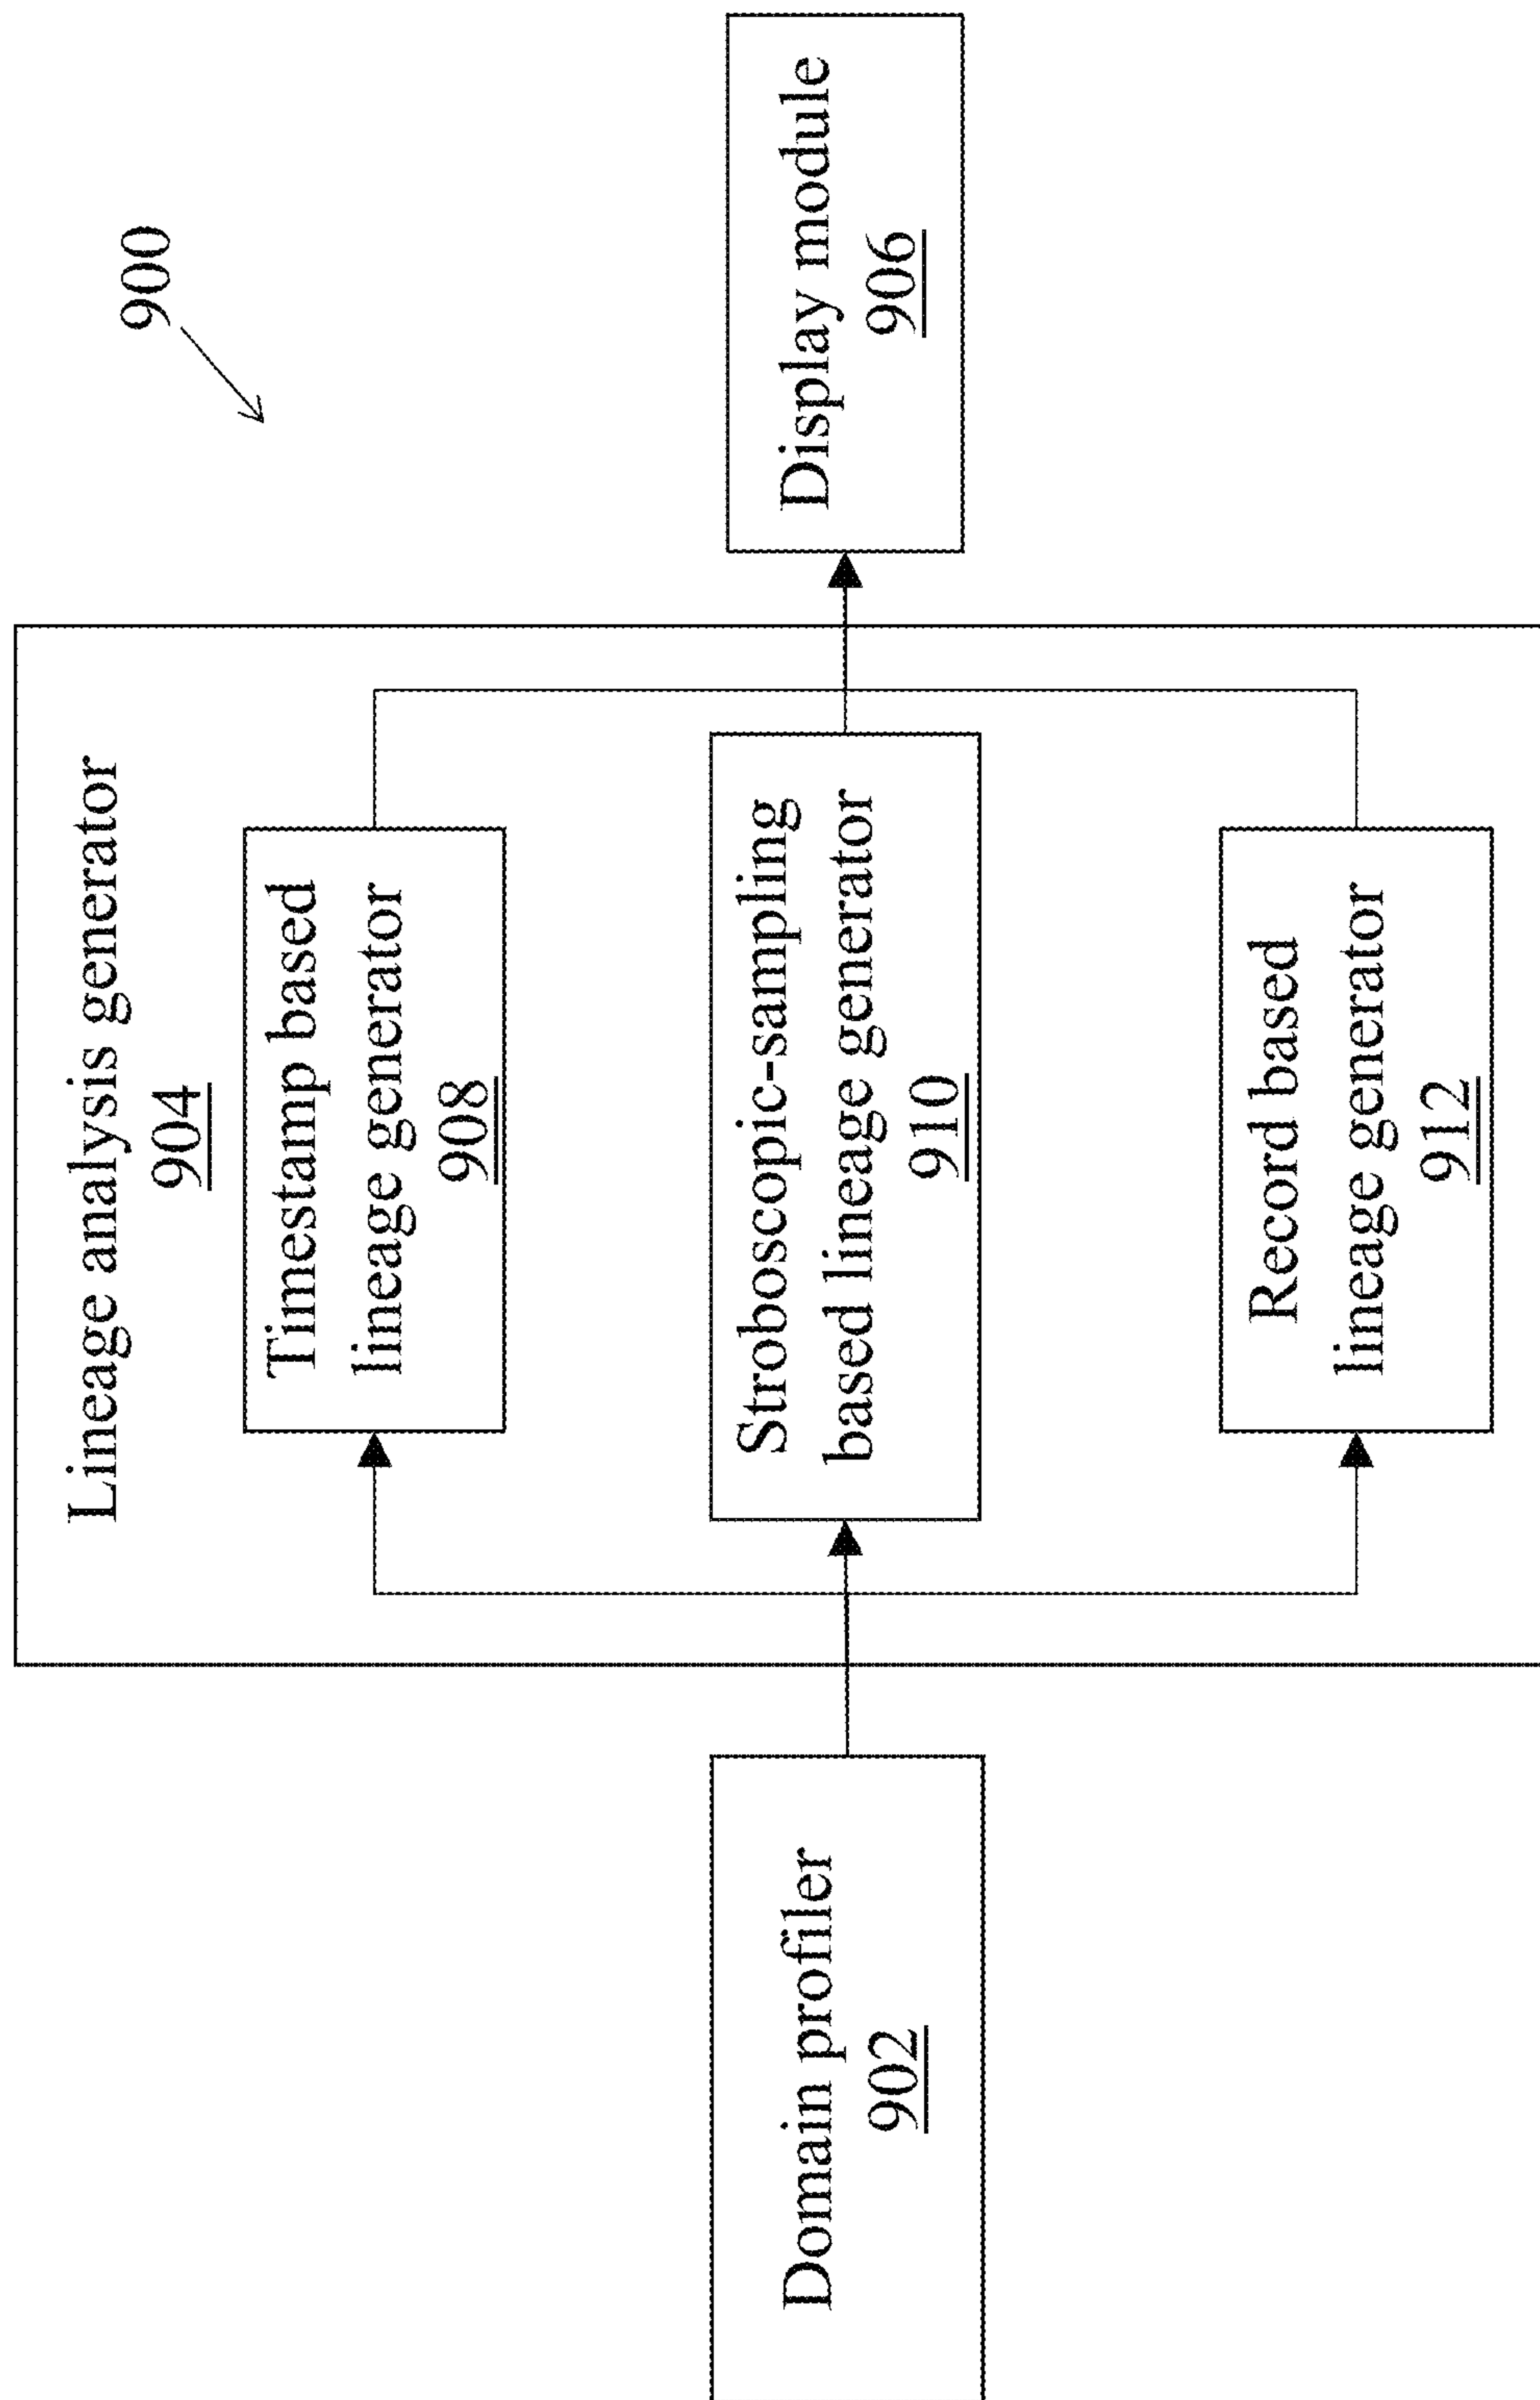 900
Lineage analysis generator
904
Timestamp based
lineage generator
908
Domain profiler
902
Stroboscopic-sampling
based lineage generator
910
Display module
906
Record based
lineage generator
912